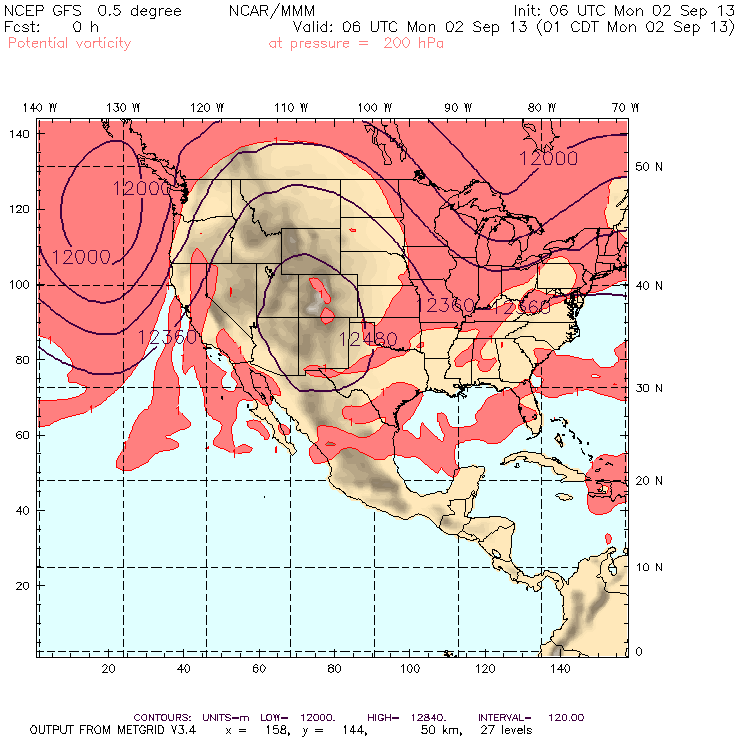 NCEP GFS 0.5 degree NCAR/MMM Init: 06 UTC Mon 02 Sep 13
Fcst: 0 h Valid: 06 UTC Mon 02 Sep 13 (01 CDT Mon 02 Sep 13)
Potential vorticity at pressure = 200 hPa
140 W 130 W 120 W 110 W 100 W 90 W 80 W 70 W
140
12000
50 N
12000
120
12000
100
40 N
12360 12360
12360
12480
80
30 N
60
20 N
40
10 N
20
0
20 40 60 80 100 120 140
CONTOURS: UNITS=m LOW= 12000. HIGH= 12840. INTERVAL= 120.00
OUTPUT FROM METGRID V3.4 x = 158, y = 144, 50 km, 27 levels